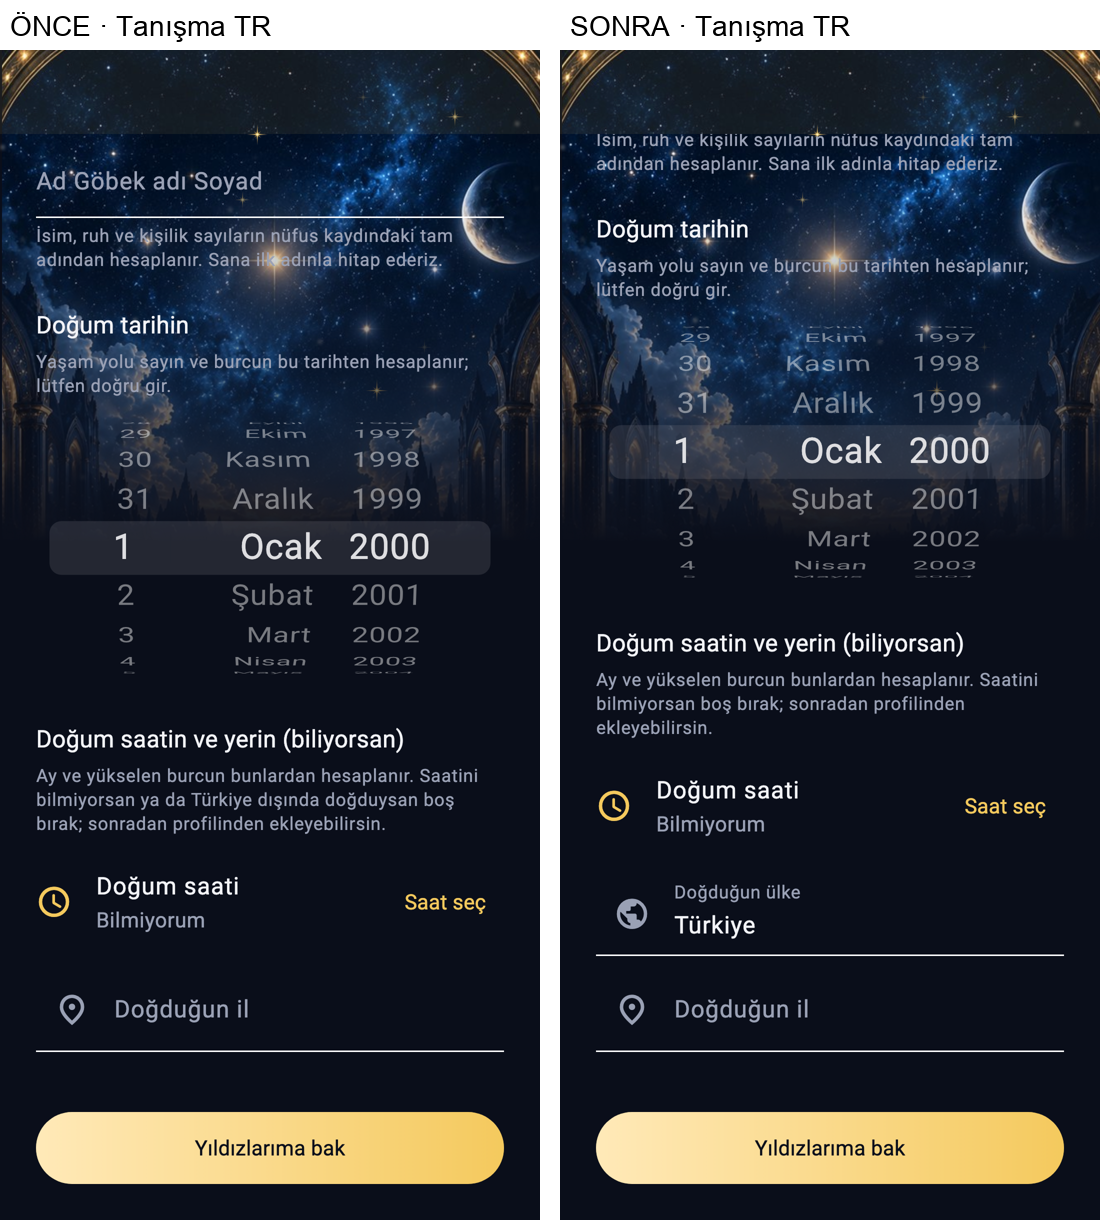 ÖNCE · Tanışma TR
Ad Göbek adı Soyad
İsim, ruh ve kişilik sayıların nüfus kaydındaki tam
adından hesaplanır. Sana ilk adınla hitap ederiz.
Doğum tarihin
Yaşam yolu sayın ve burcun bu tarihten hesaplanır;
lütfen doğru gir.
29 Ekim 1997
30 Kasım 1998
31 Aralık 1999
1 Ocak 2000
2 Şubat 2001
3 Mart 2002
4 Nisan 2003
Doğum saatin ve yerin (biliyorsan)
Ay ve yükselen burcun bunlardan hesaplanır. Saatini
bilmiyorsan ya da Türkiye dışında doğduysan boş
bırak; sonradan profilinden ekleyebilirsin.
Doğum saati
Bilmiyorum
Saat seç
Doğduğun il
Yıldızlarıma bak
SONRA · Tanışma TR
İsim, ruh ve kişilik sayıların nüfus kaydındaki tam
adından hesaplanır. Sana ilk adınla hitap ederiz.
Doğum tarihin
Yaşam yolu sayın ve burcun bu tarihten hesaplanır;
lütfen doğru gir.
29 Ekim 1997
30 Kasım 1998
31 Aralık 1999
1 Ocak 2000
2 Şubat 2001
3 Mart 2002
4 Nisan 2003
Doğum saatin ve yerin (biliyorsan)
Ay ve yükselen burcun bunlardan hesaplanır. Saatini
bilmiyorsan boş bırak; sonradan profilinden
ekleyebilirsin.
Doğum saati
Bilmiyorum
Saat seç
Doğduğun ülke
Türkiye
Doğduğun il
Yıldızlarıma bak